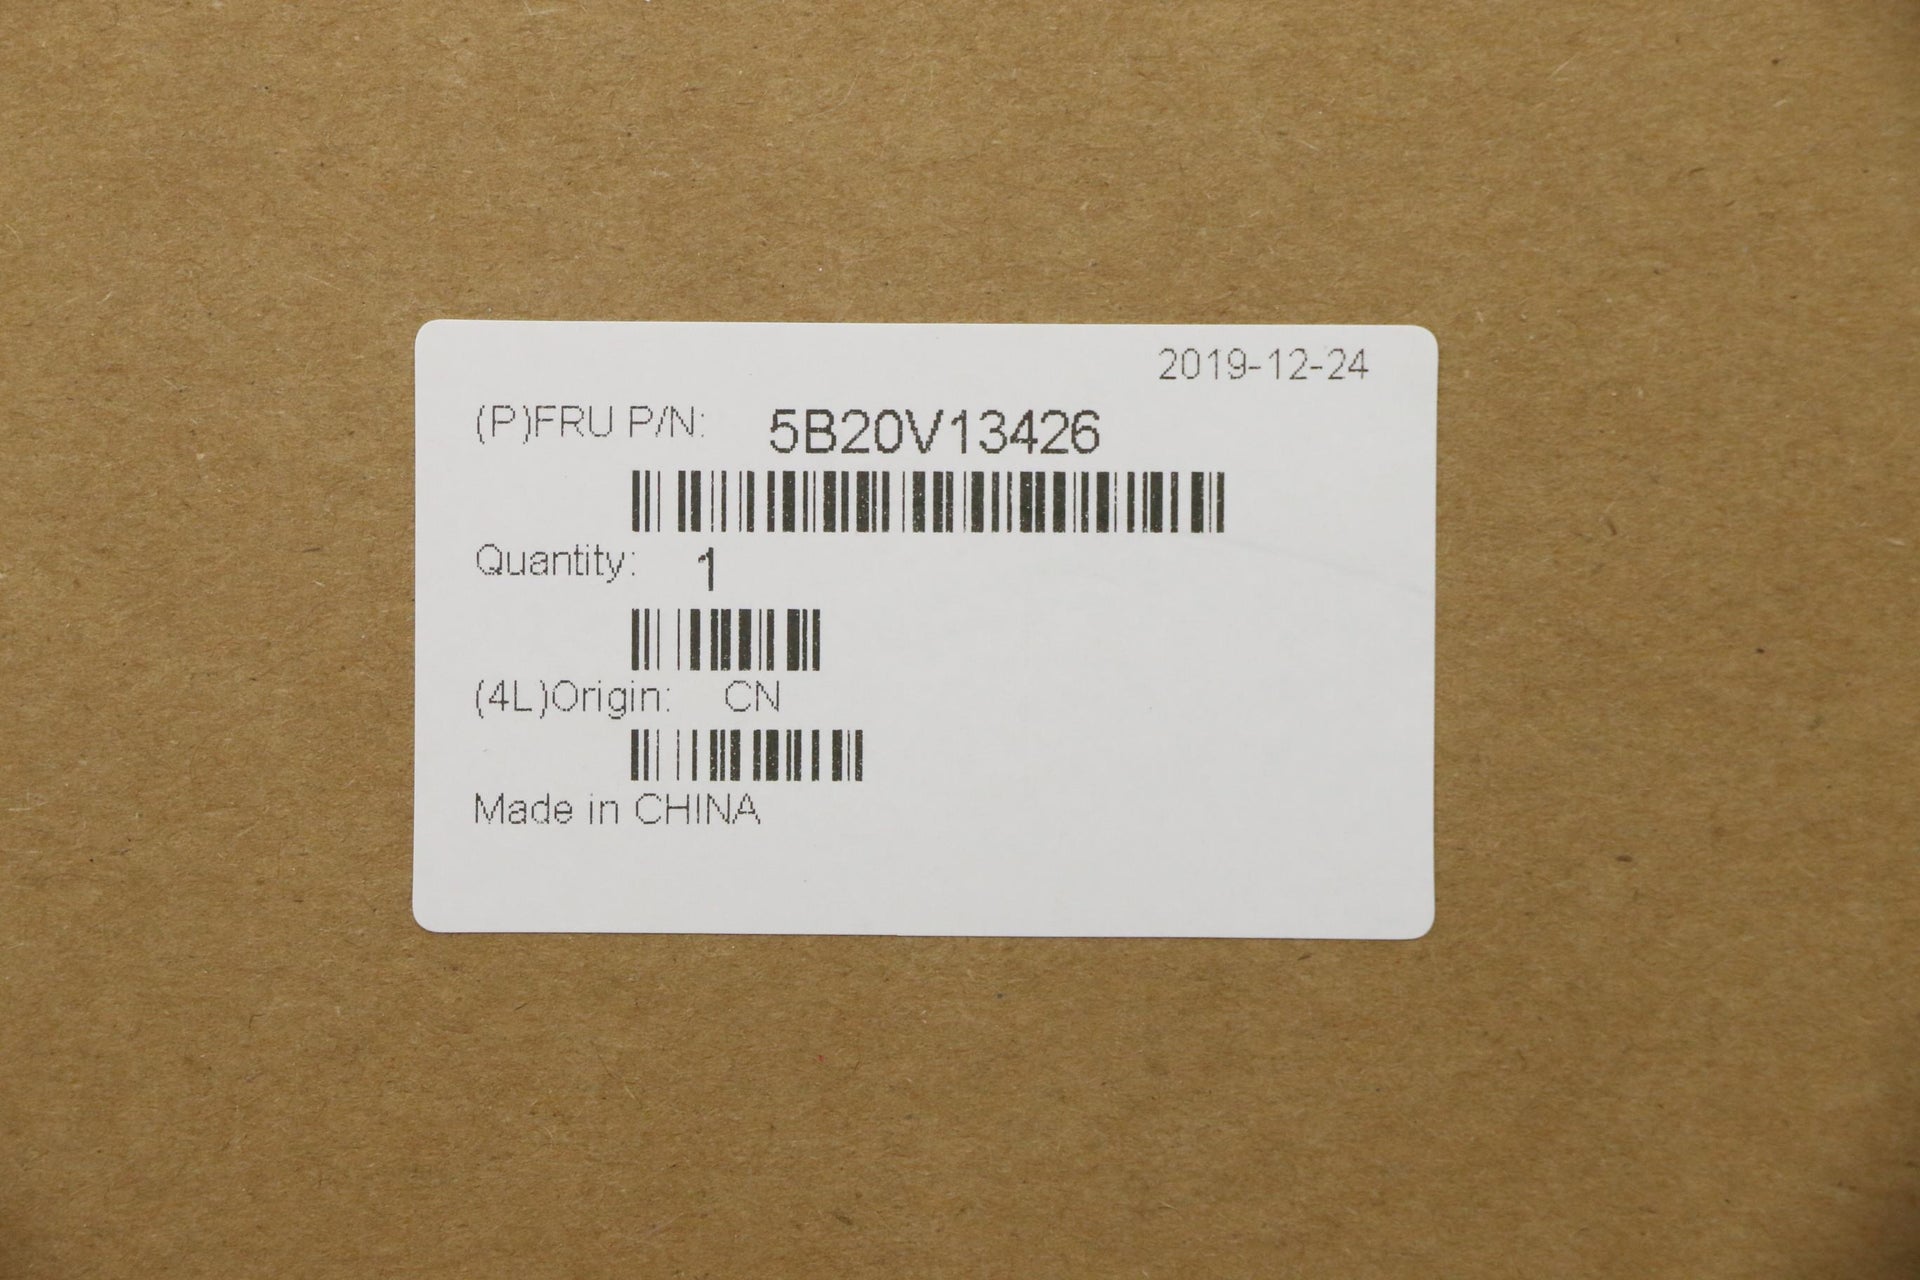 2019-12-24
(P)FRU P/N: 5B20V13426
Quantity: 1
(4L)Origin: CN
Made in CHINA